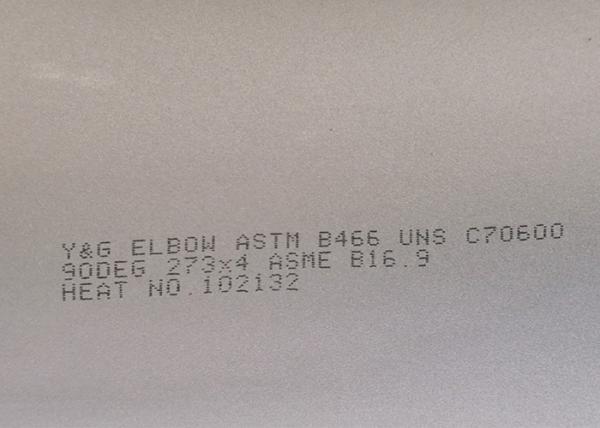 Y&G ELBOW ASTM B466 UNS C70600
90DEG 273x4 ASME B16.9
HEAT NO.102132